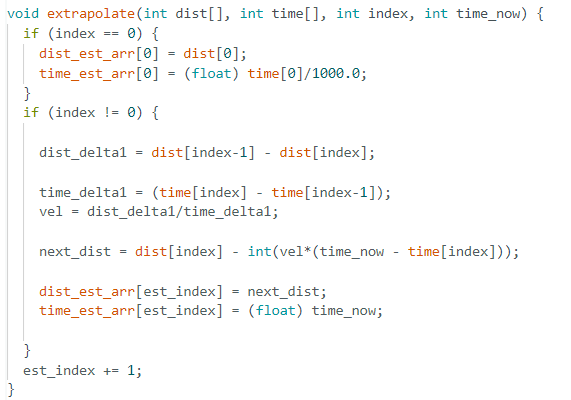 void extrapolate(int dist[], int time[], int index, int time_now) {
  if (index == 0) {
    dist_est_arr[0] = dist[0];
    time_est_arr[0] = (float) time[0]/1000.0;
  }
  if (index != 0) {
    dist_delta1 = dist[index-1] - dist[index];
    time_delta1 = (time[index] - time[index-1]);
    vel = dist_delta1/time_delta1;
    next_dist = dist[index] - int(vel*(time_now - time[index]));
    dist_est_arr[est_index] = next_dist;
    time_est_arr[est_index] = (float) time_now;
  }
  est_index += 1;
}